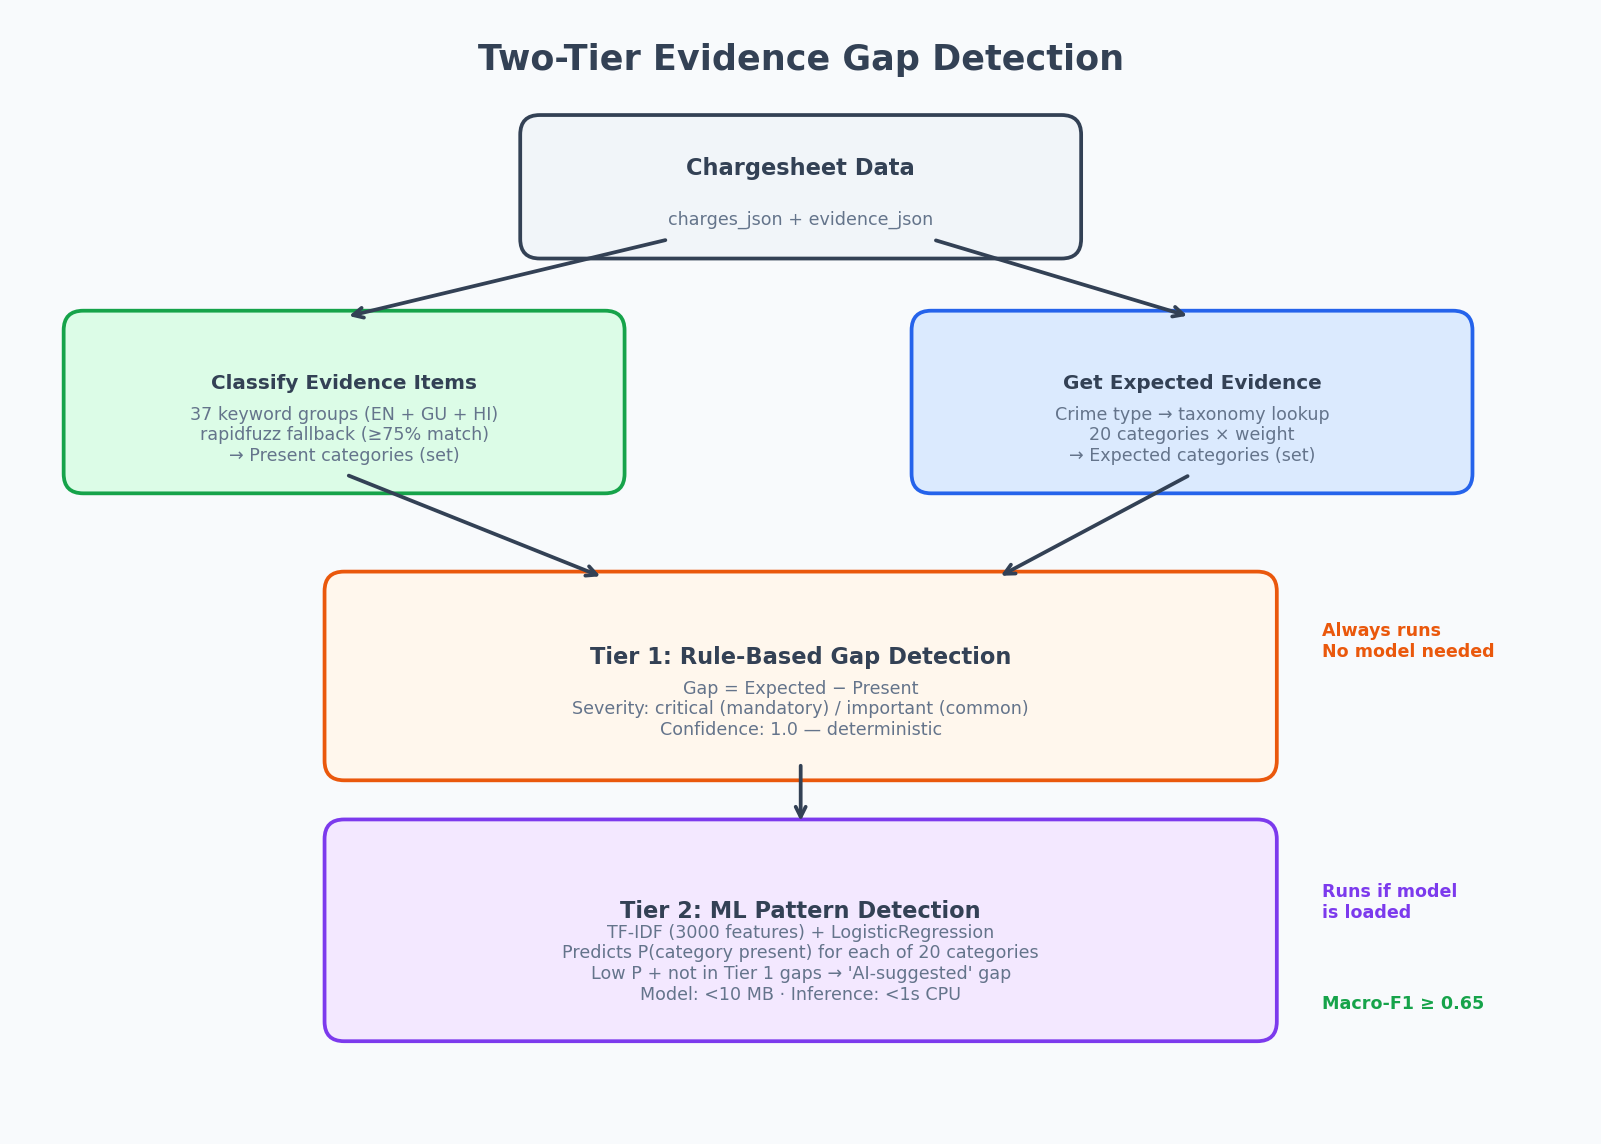 Two-Tier Evidence Gap Detection
Chargesheet Data
charges_json + evidence_json
Classify Evidence Items
37 keyword groups (EN + GU + HI)
rapidfuzz fallback (≥75% match)
→ Present categories (set)
Get Expected Evidence
Crime type → taxonomy lookup
20 categories × weight
→ Expected categories (set)
Tier 1: Rule-Based Gap Detection
Gap = Expected − Present
Severity: critical (mandatory) / important (common)
Confidence: 1.0 — deterministic
Always runs
No model needed
Tier 2: ML Pattern Detection
TF-IDF (3000 features) + LogisticRegression
Predicts P(category present) for each of 20 categories
Low P + not in Tier 1 gaps → 'AI-suggested' gap
Model: <10 MB · Inference: <1s CPU
Runs if model
is loaded
Macro-F1 ≥ 0.65